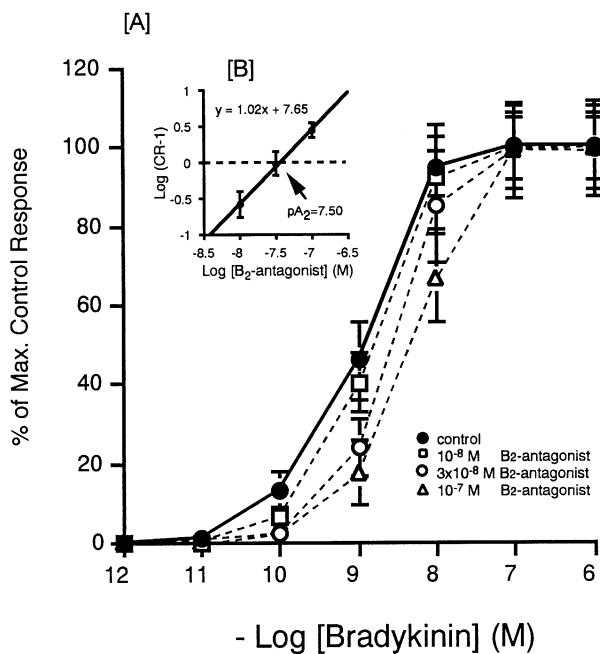 [A]
120
100
80
60
40
20
0
% of Max. Control Response
[B]
y = 1.02x + 7.65
1
0.5
0
-0.5
-1
Log (CR-1)
pA2=7.50
-8.5 -8 -7.5 -7 -6.5
Log [B2-antagonist] (M)
control
10-8 M B2-antagonist
3x10-8 M B2-antagonist
10-7 M B2-antagonist
12 11 10 9 8 7 6
- Log [Bradykinin] (M)